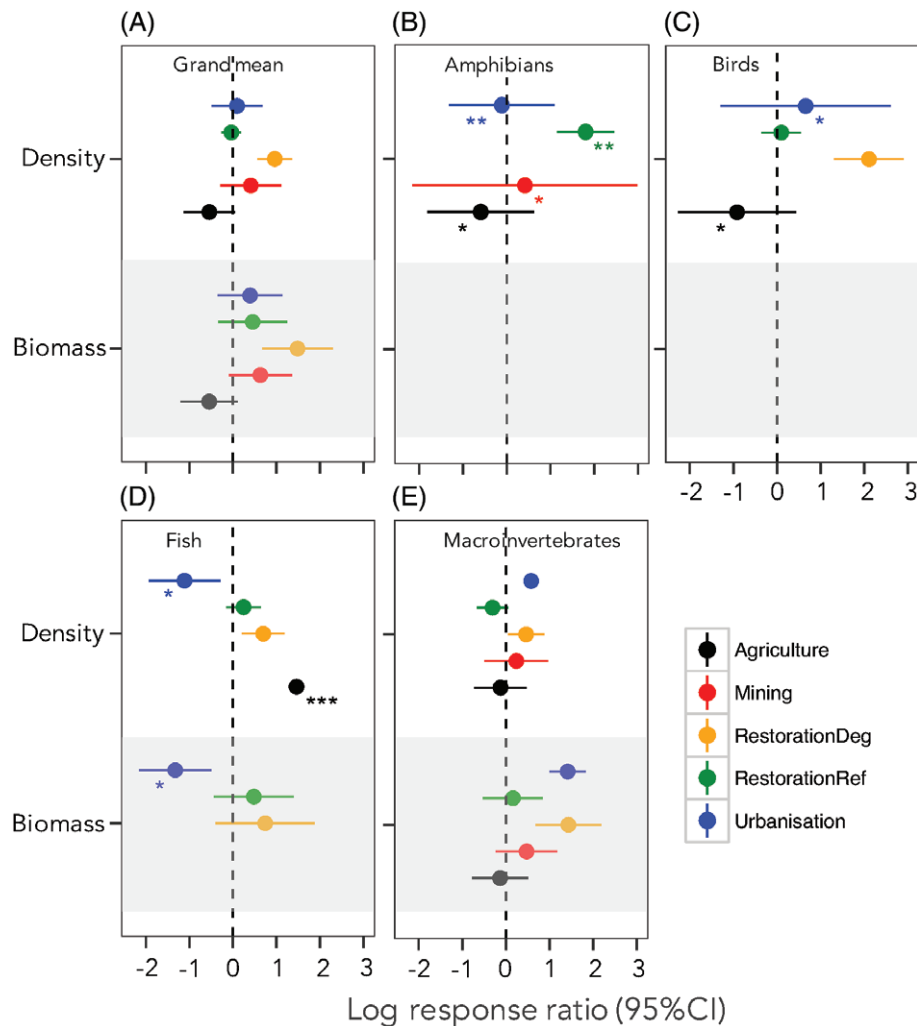 (A)
Grand mean
Density
**
Biomass
(B)
Amphibians
**
*
*
(C)
Birds
*
*
-2 -1 0 1 2 3
(D)
Fish
Density
*
***
Biomass
*
-2 -1 0 1 2 3
(E)
Macroinvertebrates
-2 -1 0 1 2 3
Agriculture
Mining
RestorationDeg
RestorationRef
Urbanisation
Log response ratio (95%CI)